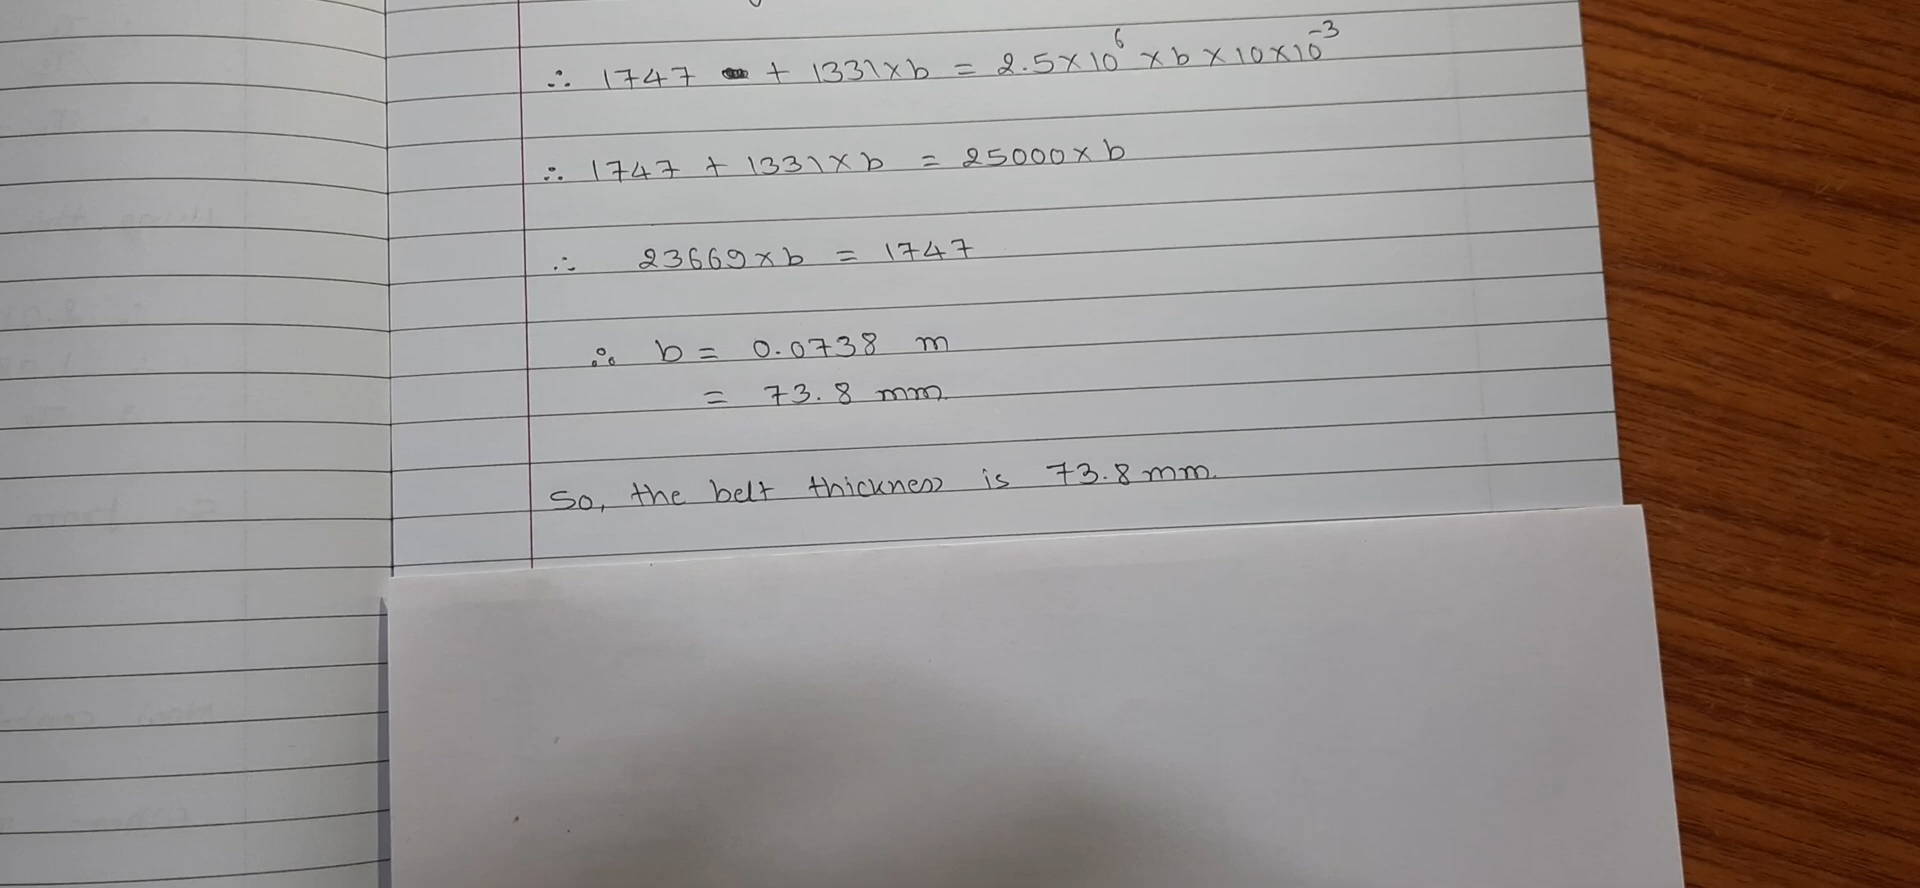 ∴ 1747 + 1331 × b = 2.5 × 10⁶ × b × 10 × 10⁻³
∴ 1747 + 1331 × b = 25000 × b
∴ 23669 × b = 1747
∴ b = 0.0738 m
= 73.8 mm
So, the belt thickness is 73.8 mm.